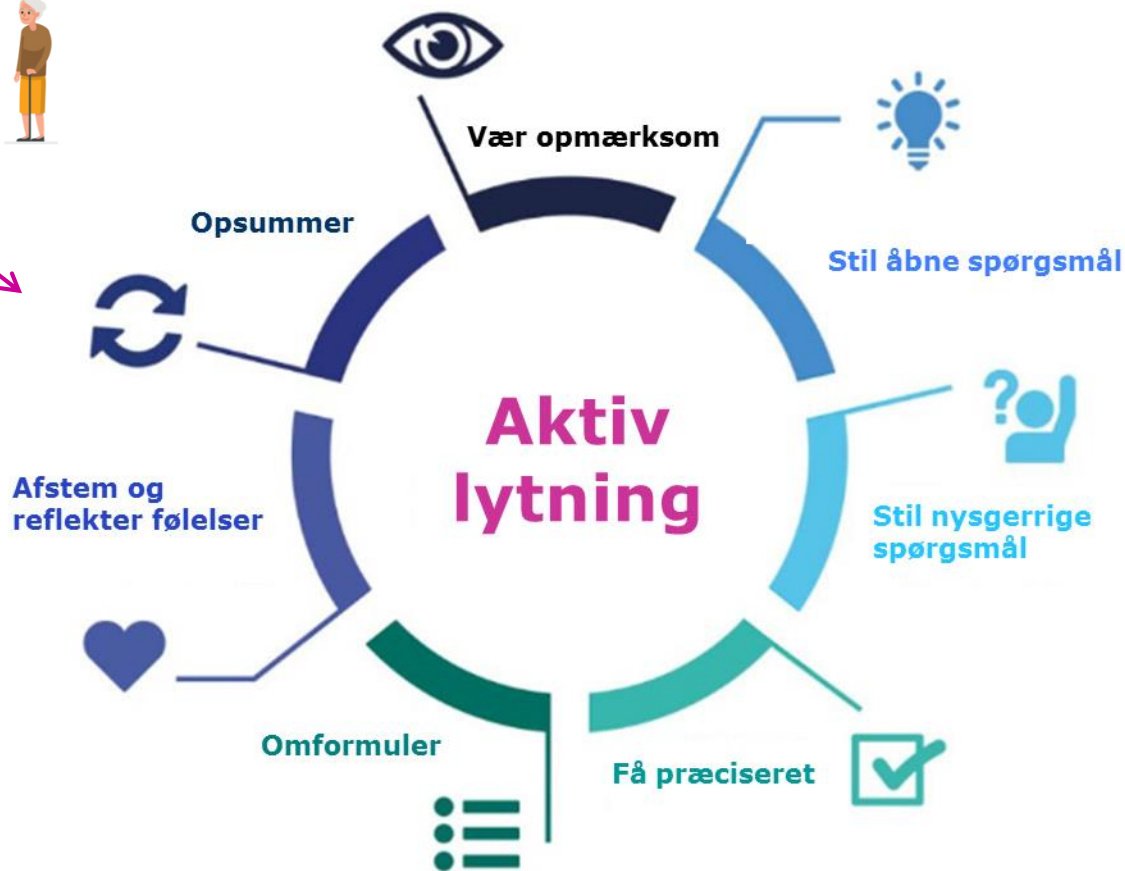 Vær opmærksom
Stil åbne spørgsmål
Stil nysgerrige
spørgsmål
Få præciseret
Omformuler
Afstem og
reflekter følelser
Opsummer
Aktiv
lytning